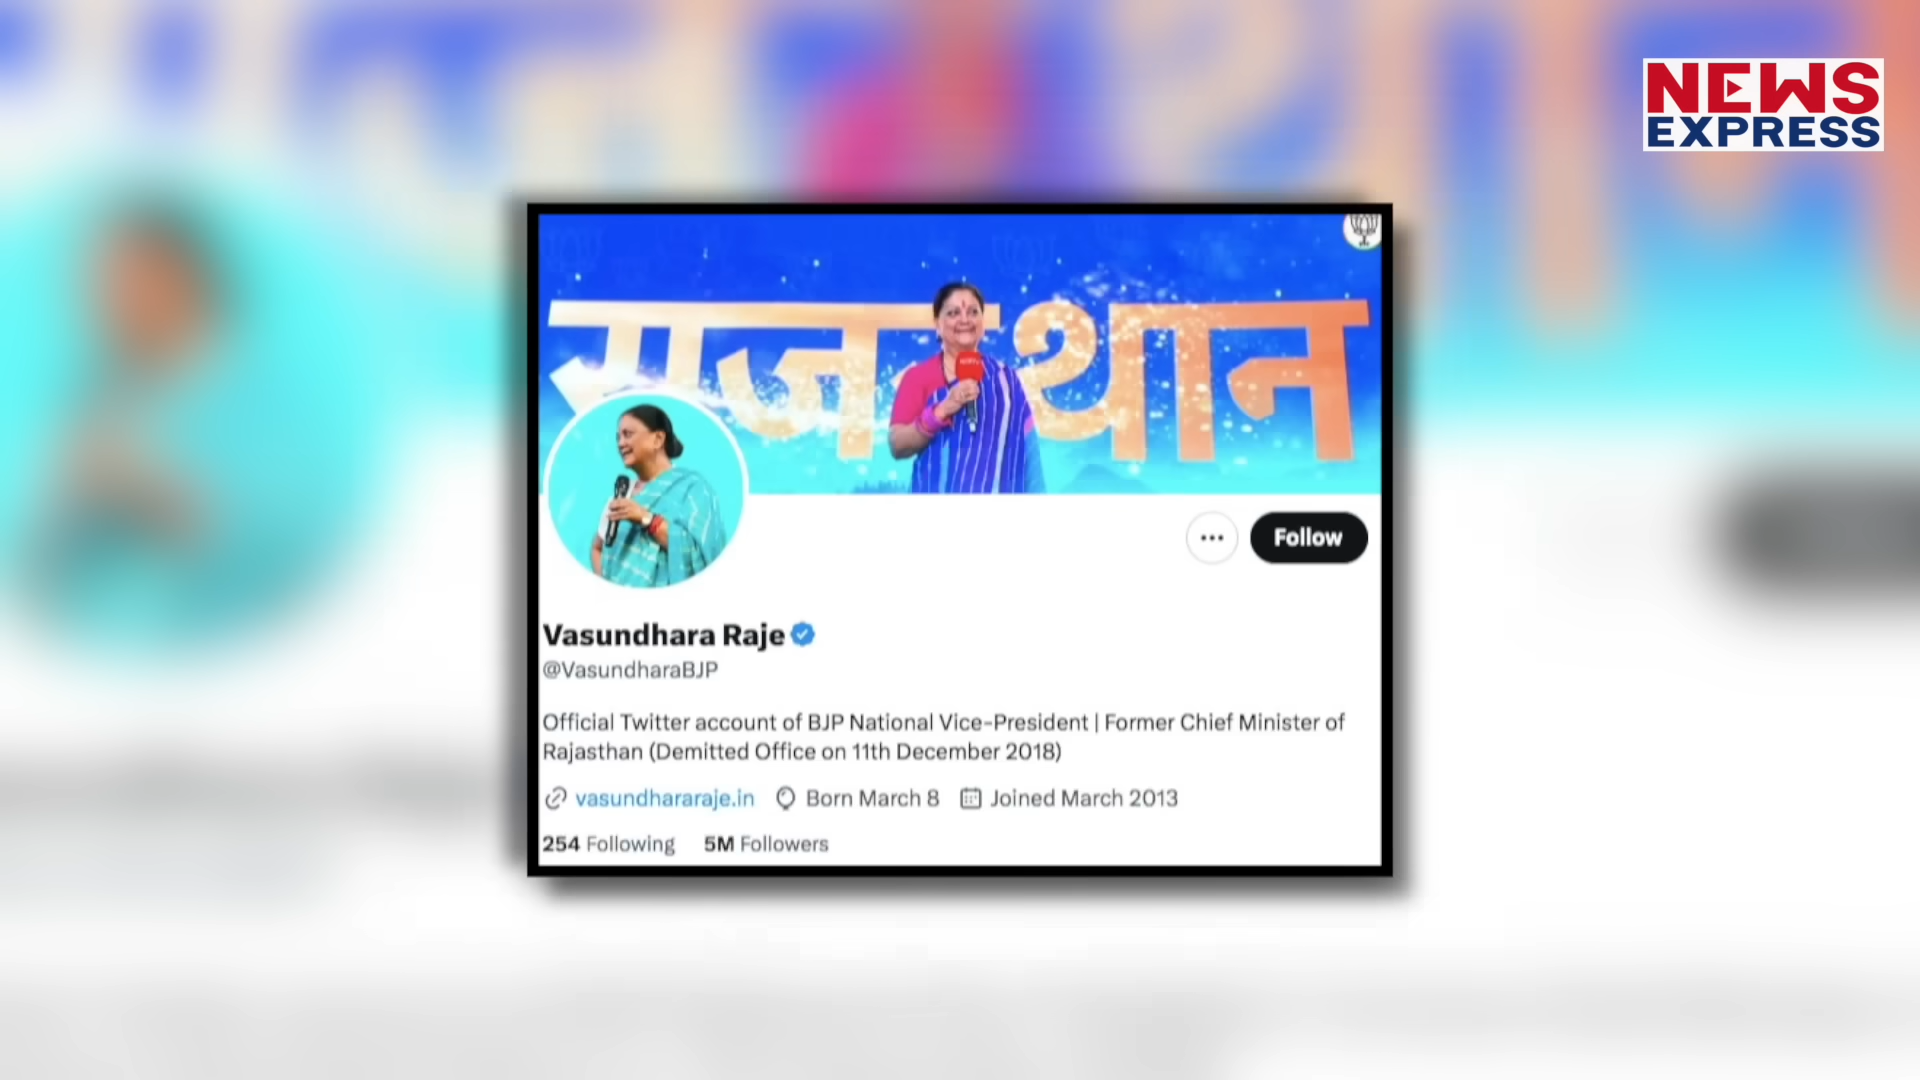 NEWS
EXPRESS
राजस्थान
Follow
Vasundhara Raje
@VasundharaBJP
Official Twitter account of BJP National Vice-President | Former Chief Minister of
Rajasthan (Demitted Office on 11th December 2018)
vasundhararaje.in Born March 8 Joined March 2013
254 Following 5M Followers